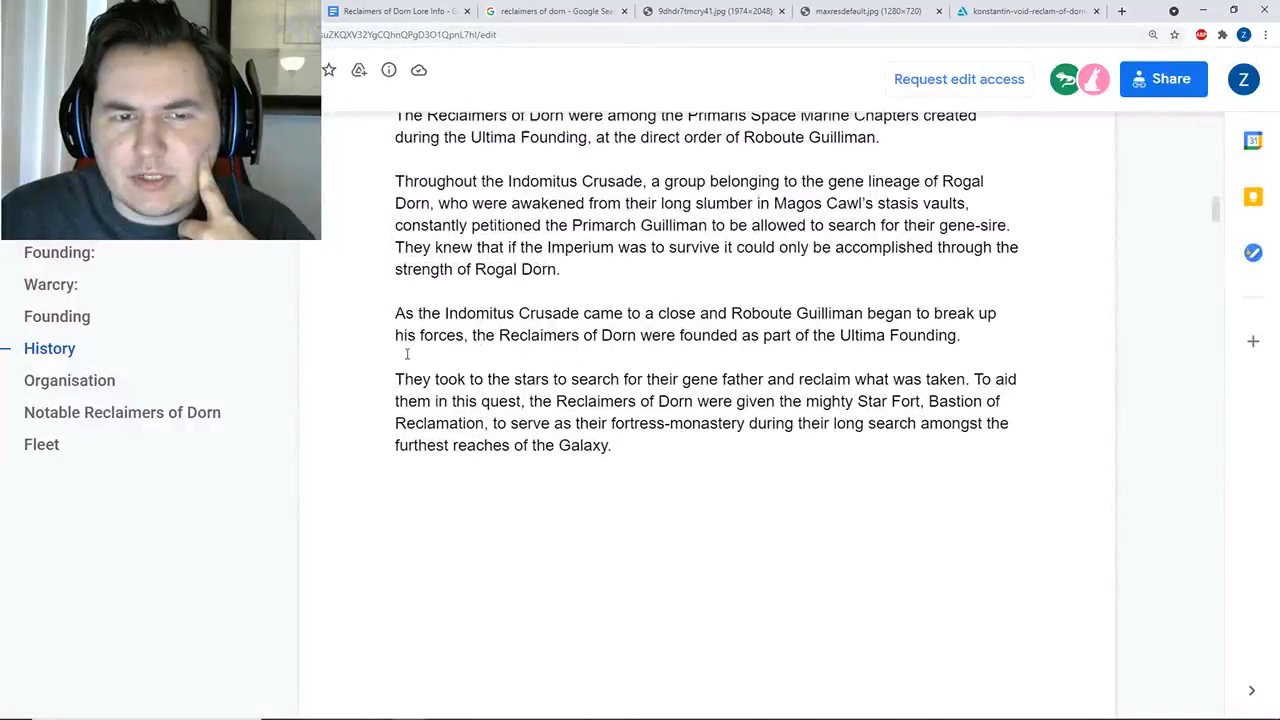 Reclaimers of Dorn Lore Info - G
reclaimers of dorn - Google Sea
9dhdr7tmcry41.jpg (1974×2048)
maxresdefault.jpg (1280×720)
konstantin-void-reclam-of-dorn-
suZKQXV32YgCQhnQPgD3O1QpnL7hI/edit
ABP
Z
Request edit access
Share
Z
31
The Reclaimers of Dorn were among the Primaris Space Marine Chapters created
during the Ultima Founding, at the direct order of Roboute Guilliman.
Throughout the Indomitus Crusade, a group belonging to the gene lineage of Rogal
Dorn, who were awakened from their long slumber in Magos Cawl's stasis vaults,
constantly petitioned the Primarch Guilliman to be allowed to search for their gene-sire.
They knew that if the Imperium was to survive it could only be accomplished through the
strength of Rogal Dorn.
As the Indomitus Crusade came to a close and Roboute Guilliman began to break up
his forces, the Reclaimers of Dorn were founded as part of the Ultima Founding.
They took to the stars to search for their gene father and reclaim what was taken. To aid
them in this quest, the Reclaimers of Dorn were given the mighty Star Fort, Bastion of
Reclamation, to serve as their fortress-monastery during their long search amongst the
furthest reaches of the Galaxy.
Founding:
Warcry:
Founding
History
Organisation
Notable Reclaimers of Dorn
Fleet